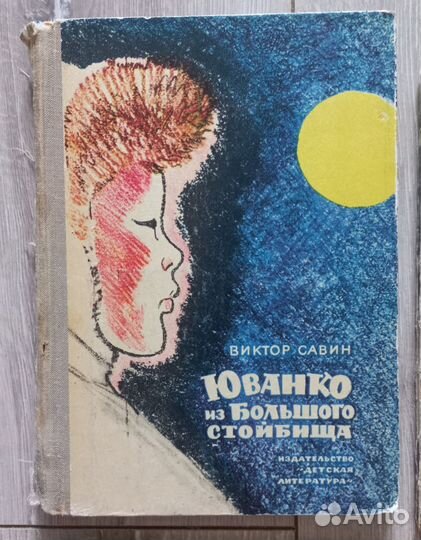 ВИКТОР САВИН
ЮВАНКО
ИЗ БОЛЬШОГО
СТОЙБИЩА
ИЗДАТЕЛЬСТВО
"ДЕТСКАЯ
ЛИТЕРАТУРА"
Avito